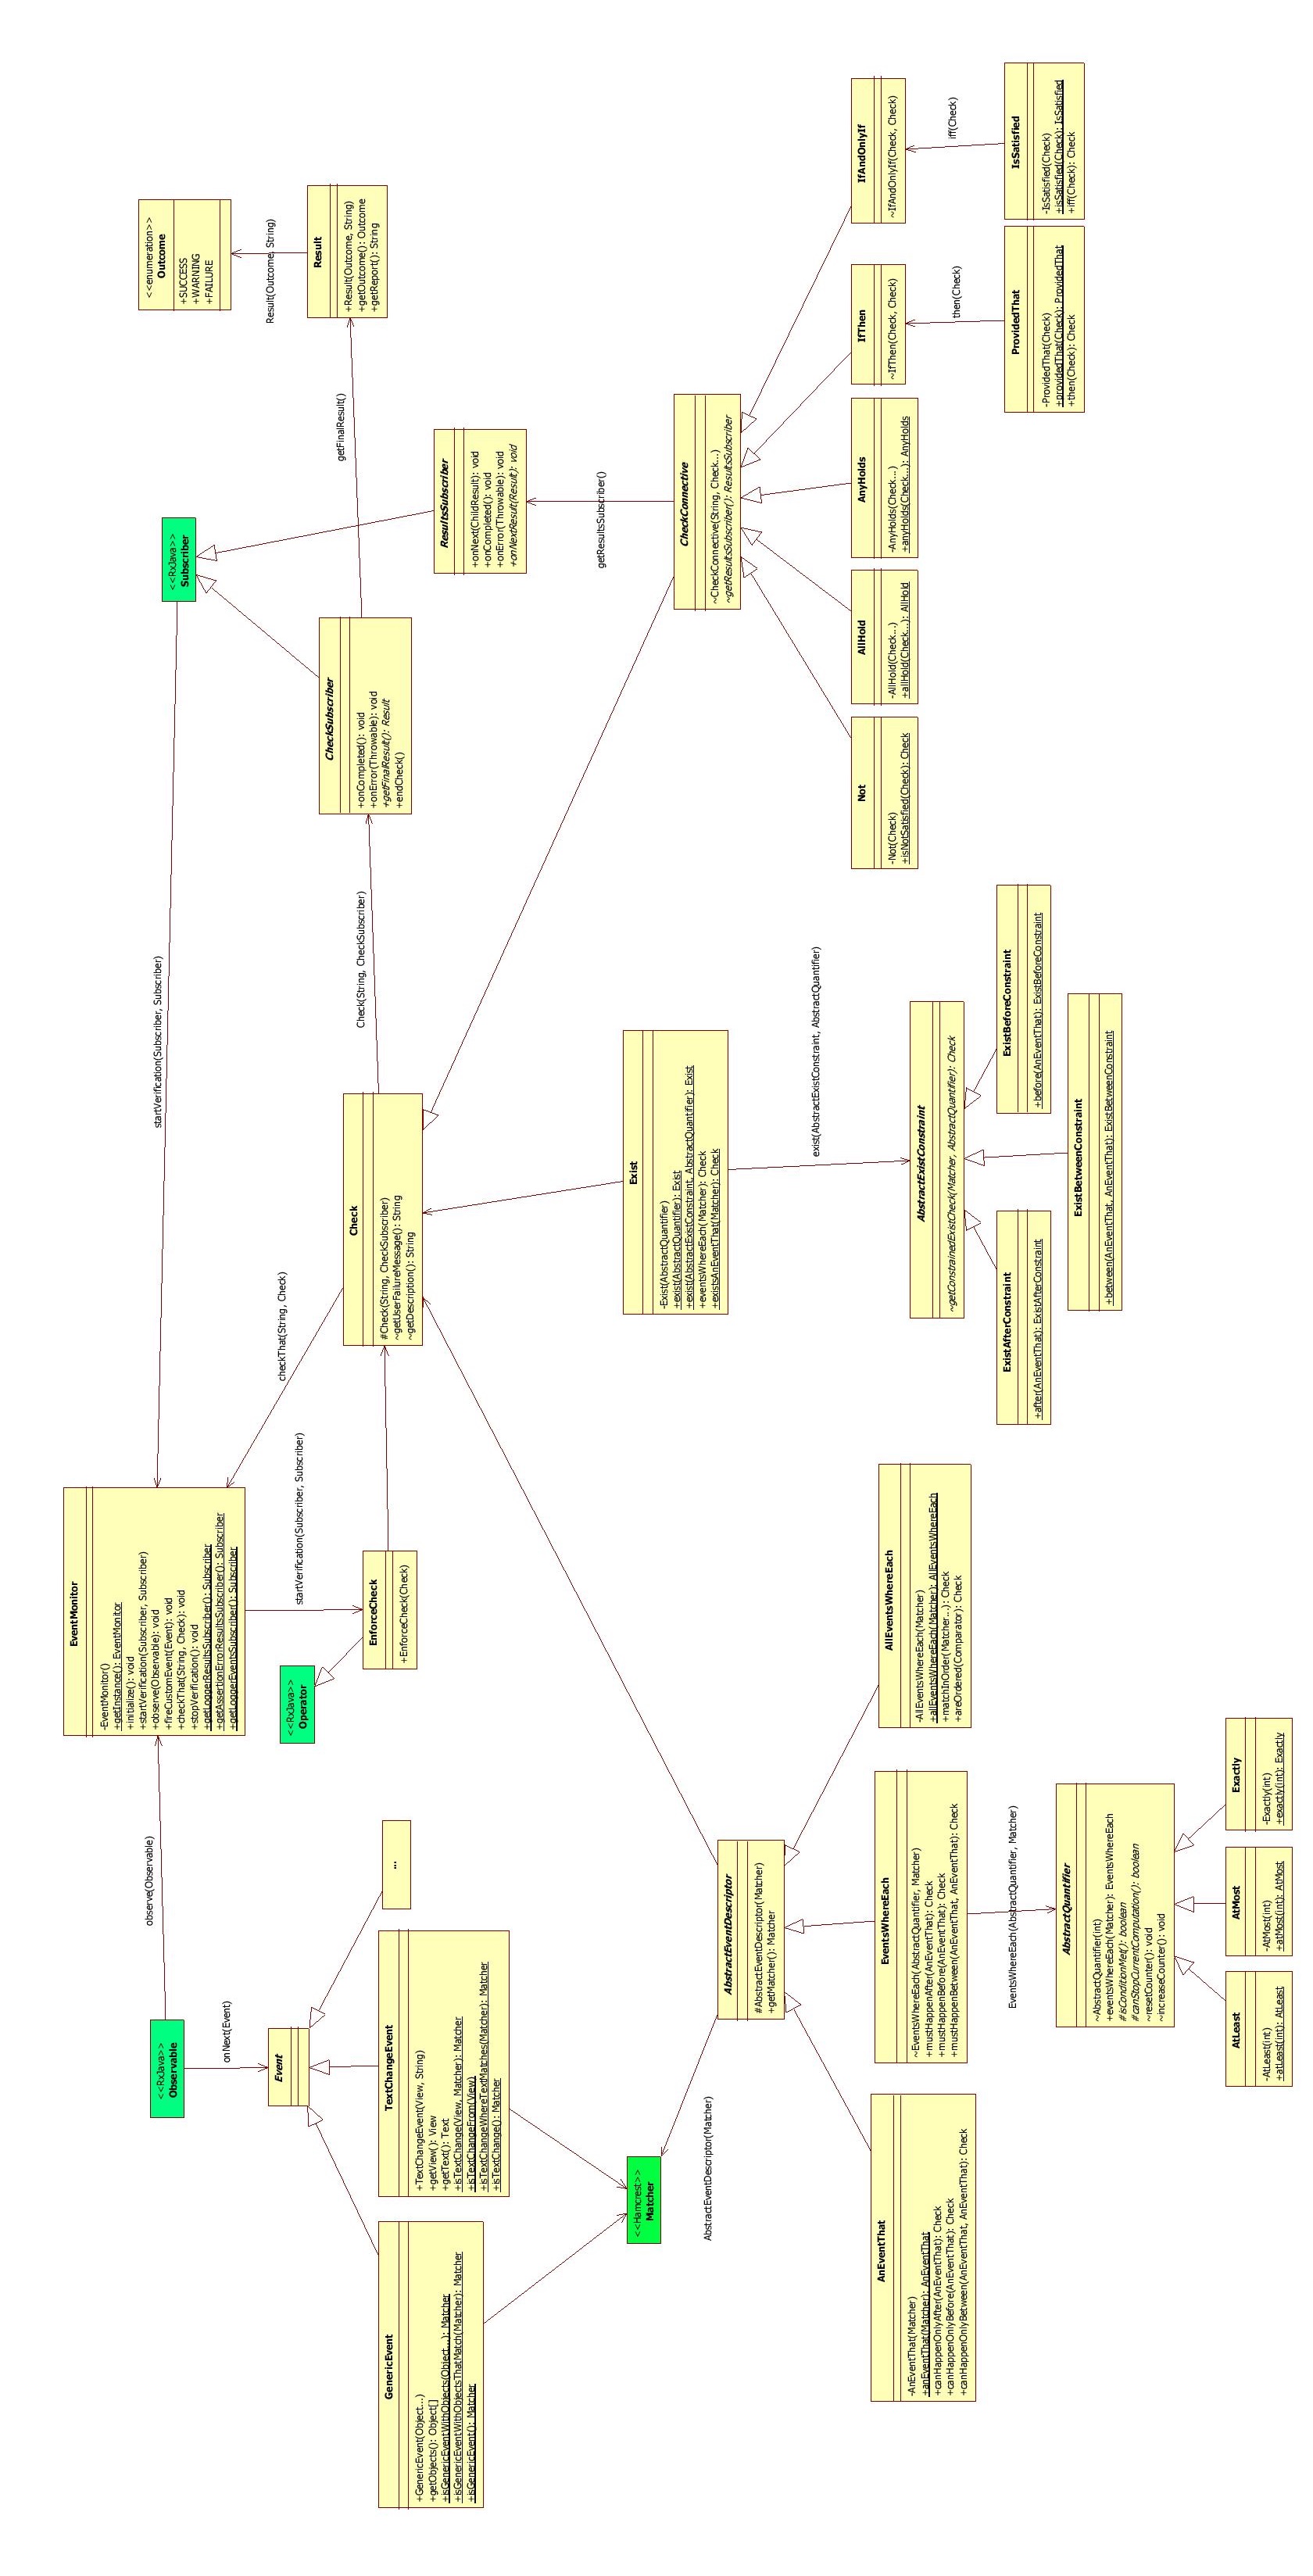 EventMonitor
-EventMonitor()
+getInstance(): EventMonitor
+initialize(): void
+startVerification(Subscriber, Subscriber)
+observe(Observable): void
+fireCustomEvent(Event): void
+checkThat(String, Check): void
+stopVerification(): void
+getLoggerResultsSubscriber(): Subscriber
+getAssertionErrorResultsSubscriber(): Subscriber
+getLoggerEventsSubscriber(): Subscriber
<<enumeration>>
Outcome
+SUCCESS
+WARNING
+FAILURE
observe(Observable)
startVerification(Subscriber, Subscriber)
<<RxJava>>
Observable
<<RxJava>>
Subscriber
onNext(Event)
checkThat(String, Check)
Result(Outcome, String)
Event
<<RxJava>>
Operator
startVerification(Subscriber, Subscriber)
Result
+Result(Outcome, String)
+getOutcome(): Outcome
+getReport(): String
getFinalResult()
CheckSubscriber
+onCompleted(): void
+onError(Throwable): void
+getFinalResult(): Result
+endCheck()
Check(String, CheckSubscriber)
Check
#Check(String, CheckSubscriber)
~getUserFailureMessage(): String
~getDescription(): String
EnforceCheck
+EnforceCheck(Check)
GenericEvent
+GenericEvent(Object...)
+getObjects(): Object[]
+isGenericEventWithObjects(Object...): Matcher
+isGenericEventWithObjectsThatMatch(Matcher): Matcher
+isGenericEvent(): Matcher
TextChangeEvent
+TextChangeEvent(View, String)
+getView(): View
+getText(): Text
+isTextChange(View, Matcher): Matcher
+isTextChangeFrom(View)
+isTextChangeWhereTextMatches(Matcher): Matcher
+isTextChange(): Matcher
...
ResultsSubscriber
+onNext(ChildResult): void
+onCompleted(): void
+onError(Throwable): void
+onNextResult(Result): void
getResultsSubscriber()
<<Hamcrest>>
Matcher
AbstractEventDescriptor(Matcher)
Exist
-Exist(AbstractQuantifier)
+exist(AbstractQuantifier): Exist
+exist(AbstractExistConstraint, AbstractQuantifier): Exist
+eventsWhereEach(Matcher): Check
+existsAnEventThat(Matcher): Check
CheckConnective
~CheckConnective(String, Check...)
~getResultsSubscriber(): ResultsSubscriber
AbstractEventDescriptor
#AbstractEventDescriptor(Matcher)
+getMatcher(): Matcher
exist(AbstractExistConstraint, AbstractQuantifier)
AnEventThat
-AnEventThat(Matcher)
+anEventThat(Matcher): AnEventThat
+canHappenOnlyAfter(AnEventThat): Check
+canHappenOnlyBefore(AnEventThat): Check
+canHappenOnlyBetween(AnEventThat, AnEventThat): Check
EventsWhereEach
~EventsWhereEach(AbstractQuantifier, Matcher)
+mustHappenAfter(AnEventThat): Check
+mustHappenBefore(AnEventThat): Check
+mustHappenBetween(AnEventThat, AnEventThat): Check
AllEventsWhereEach
-AllEventsWhereEach(Matcher)
+allEventsWhereEach(Matcher): AllEventsWhereEach
+matchInOrder(Matcher...): Check
+areOrdered(Comparator): Check
Not
-Not(Check)
+isNotSatisfied(Check): Check
AllHold
-AllHold(Check...)
+allHold(Check...): AllHold
AnyHolds
-AnyHolds(Check...)
+anyHolds(Check...): AnyHolds
IfThen
~IfThen(Check, Check)
IfAndOnlyIf
~IfAndOnlyIf(Check, Check)
AbstractExistConstraint
~getConstrainedExistCheck(Matcher, AbstractQuantifier): Check
then(Check)
iff(Check)
EventsWhereEach(AbstractQuantifier, Matcher)
ExistAfterConstraint
+after(AnEventThat): ExistAfterConstraint
ExistBeforeConstraint
+before(AnEventThat): ExistBeforeConstraint
ProvidedThat
-ProvidedThat(Check)
+providedThat(Check): ProvidedThat
+then(Check): Check
IsSatisfied
-IsSatisfied(Check)
+isSatisfied(Check): IsSatisfied
+iff(Check): Check
AbstractQuantifier
~AbstractQuantifier(int)
+eventsWhereEach(Matcher): EventsWhereEach
#isConditionMet(): boolean
#canStopCurrentComputation(): boolean
~resetCounter(): void
~increaseCounter(): void
ExistBetweenConstraint
+between(AnEventThat, AnEventThat): ExistBetweenConstraint
AtLeast
-AtLeast(int)
+atLeast(int): AtLeast
AtMost
-AtMost(int)
+atMost(int): AtMost
Exactly
-Exactly(int)
+exactly(int): Exactly